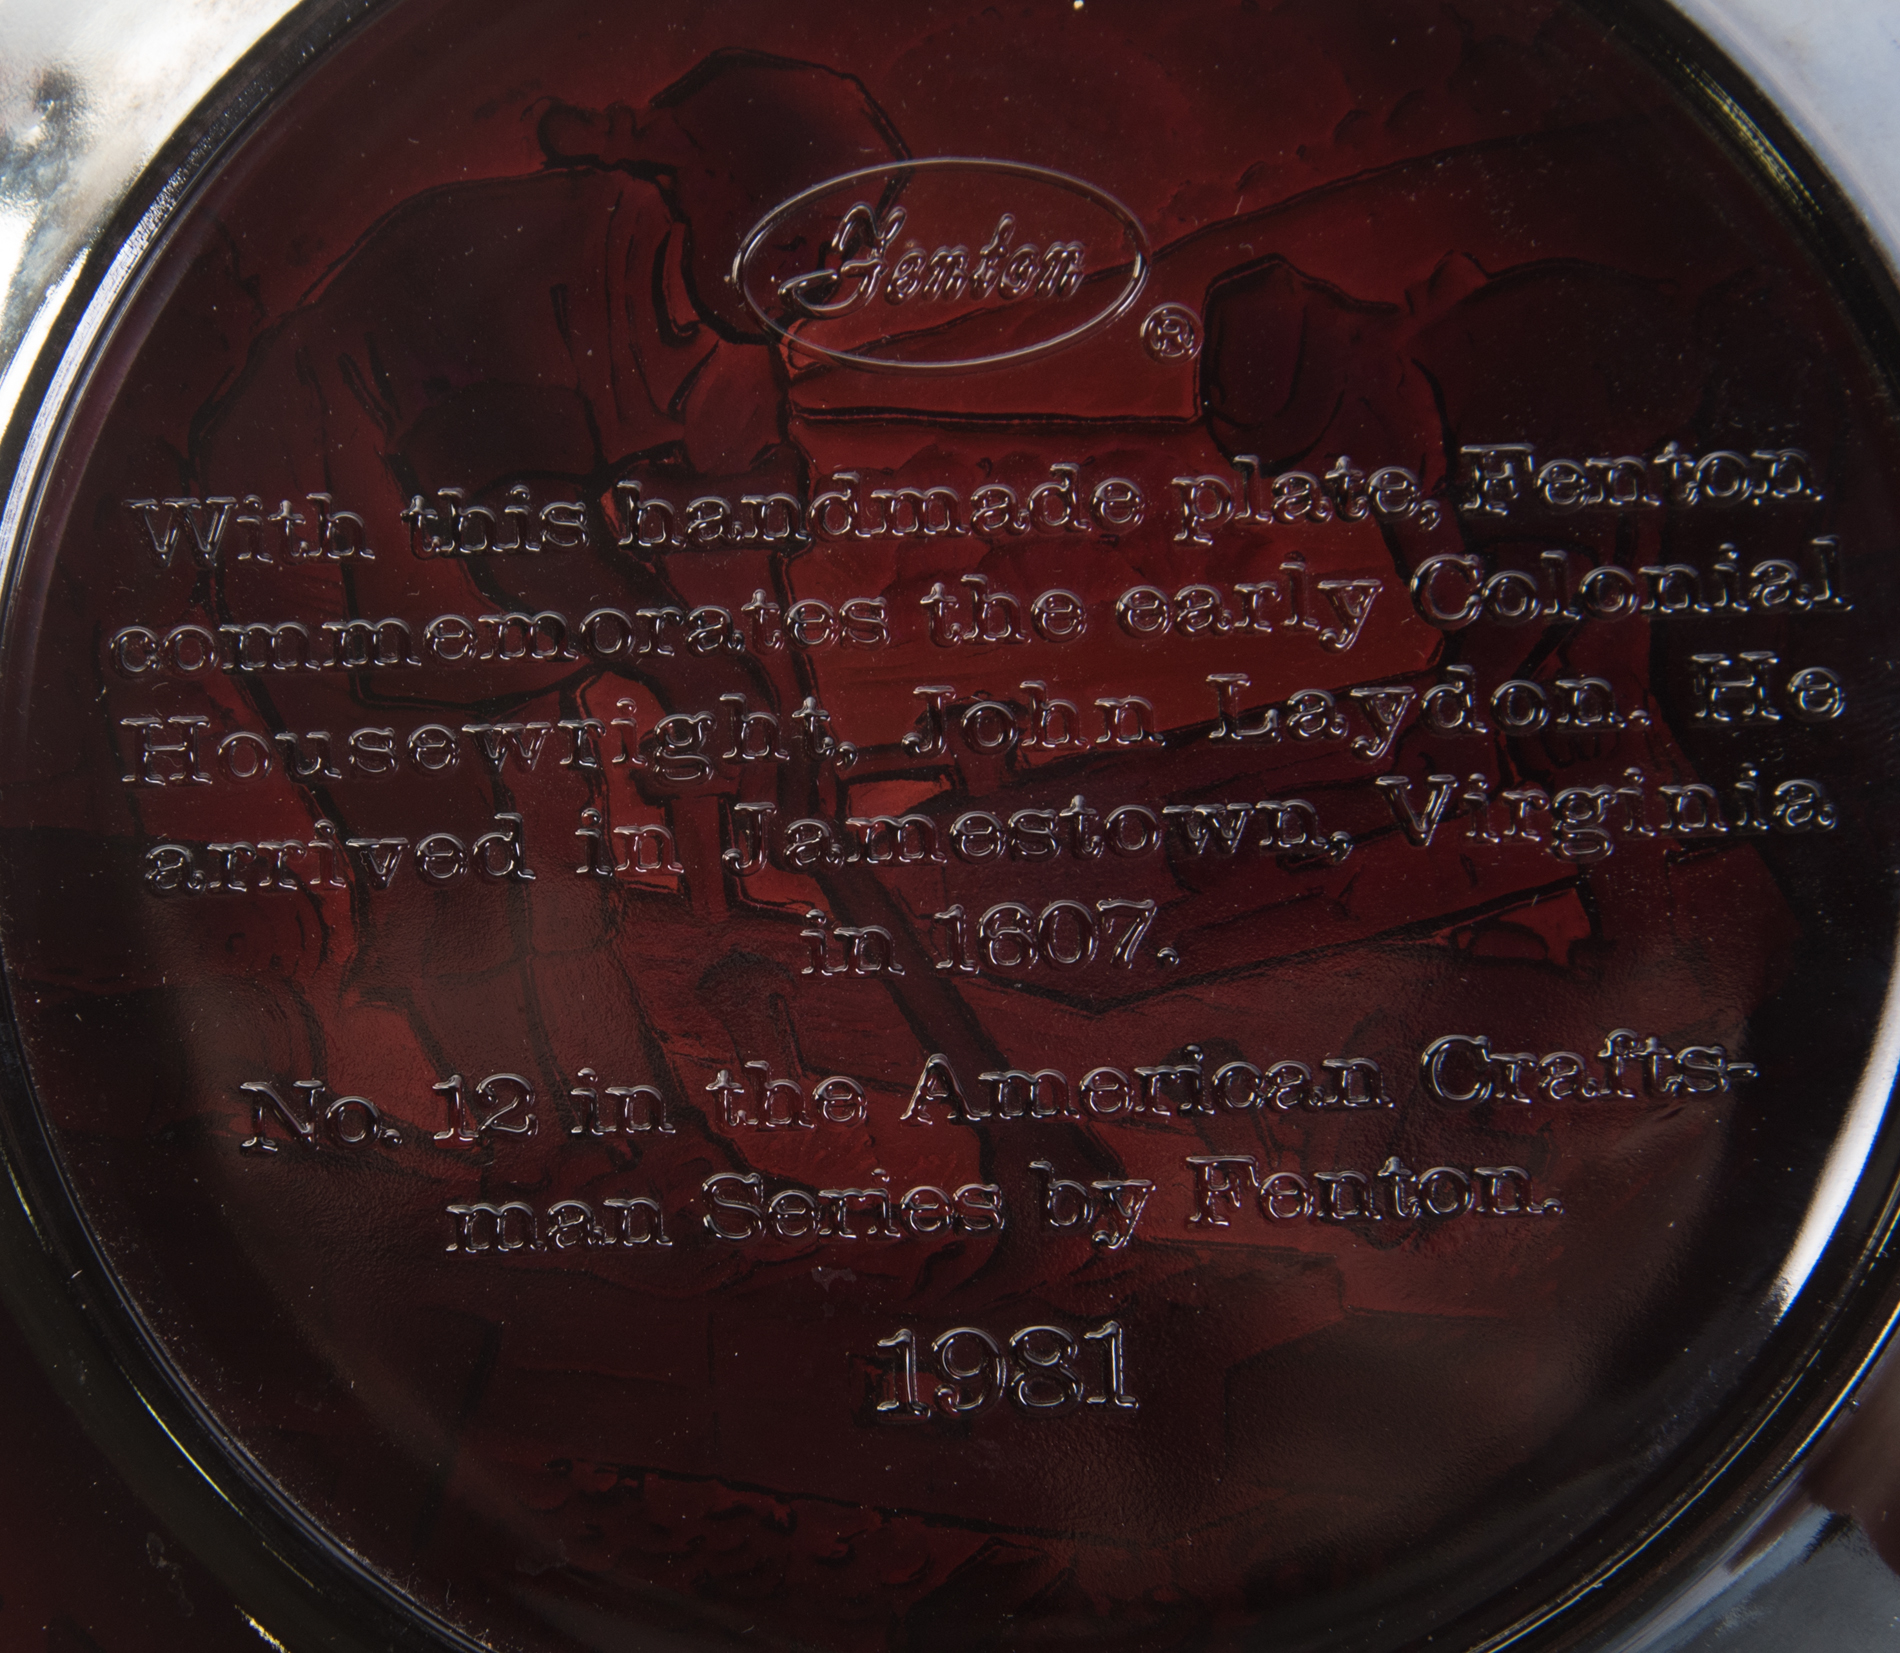 Fenton
®
With this handmade plate, Fenton
commemorates the early Colonial
Housewright, John Laydon. He
arrived in Jamestown, Virginia
in 1607.
No. 12 in the American Crafts-
man Series by Fenton.
1981